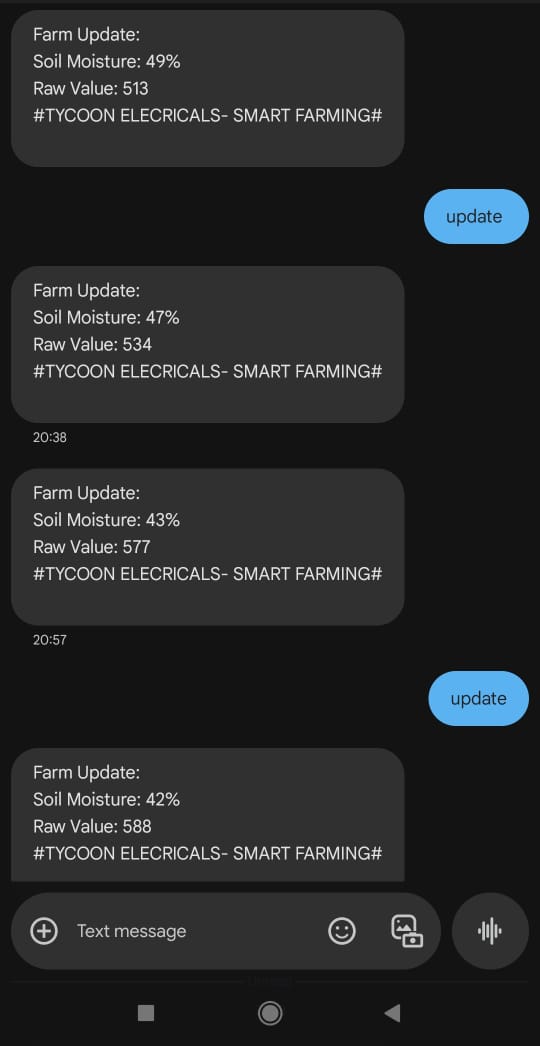 Farm Update:
Soil Moisture: 49%
Raw Value: 513
#TYCOON ELECRICALS- SMART FARMING#
update
Farm Update:
Soil Moisture: 47%
Raw Value: 534
#TYCOON ELECRICALS- SMART FARMING#
20:38
Farm Update:
Soil Moisture: 43%
Raw Value: 577
#TYCOON ELECRICALS- SMART FARMING#
20:57
update
Farm Update:
Soil Moisture: 42%
Raw Value: 588
#TYCOON ELECRICALS- SMART FARMING#
Text message